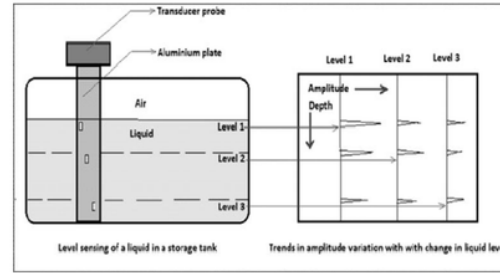 Transducer probe
Aluminium plate
Air
Liquid
Level 1
Level 2
Level 3
Level 1
Level 2
Level 3
Amplitude
Depth
Level sensing of a liquid in a storage tank
Trends in amplitude variation with with change in liquid leve